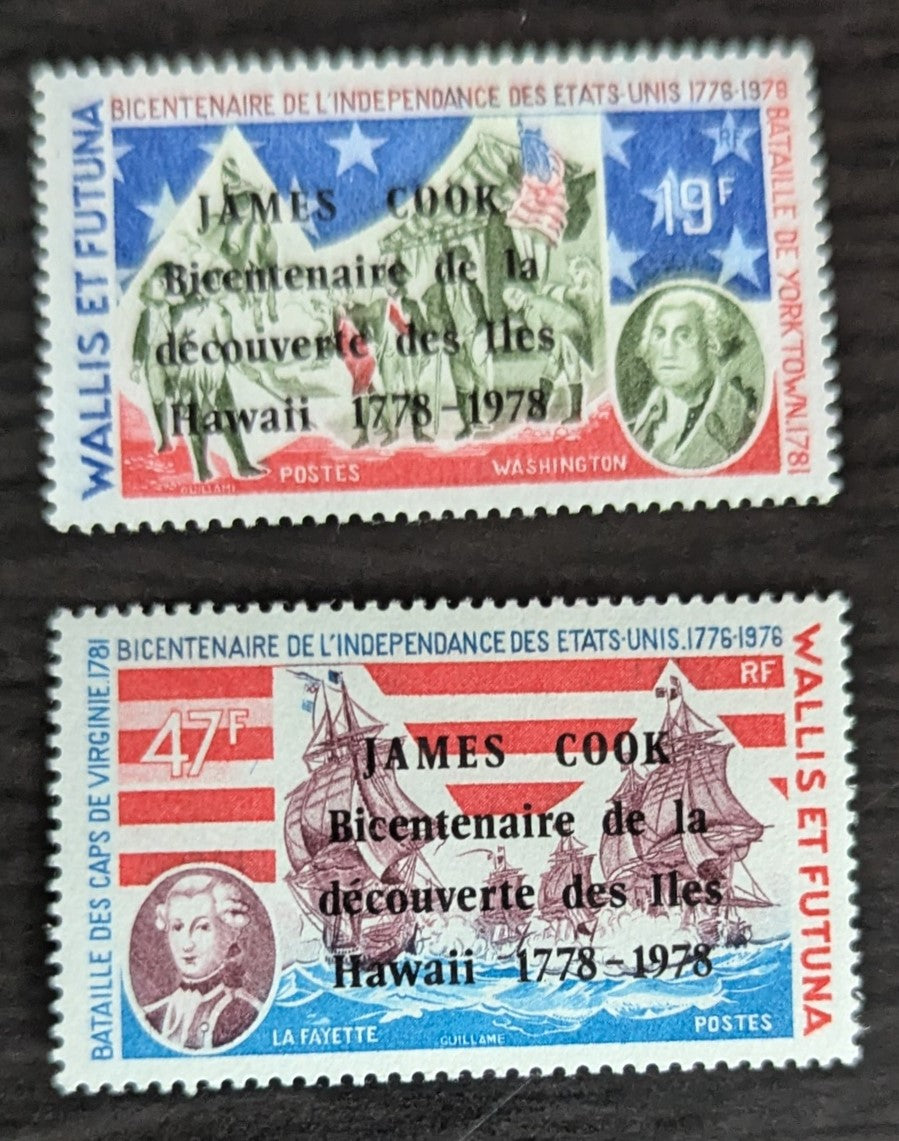 BICENTENAIRE DE L'INDEPENDANCE DES ETATS-UNIS 1776-1976
WALLIS ET FUTUNA
RF
19F
BATAILLE DE YORKTOWN.1781
JAMES COOK
Bicentenaire de la
découverte des Iles
Hawaii 1778-1978
WASHINGTON
POSTES
GUILLAME
BICENTENAIRE DE L'INDEPENDANCE DES ETATS-UNIS.1776-1976
BATAILLE DES CAPS DE VIRGINIE.1781
47F
RF
WALLIS ET FUTUNA
JAMES COOK
Bicentenaire de la
découverte des Iles
Hawaii 1778-1978
LA FAYETTE
GUILLAME
POSTES